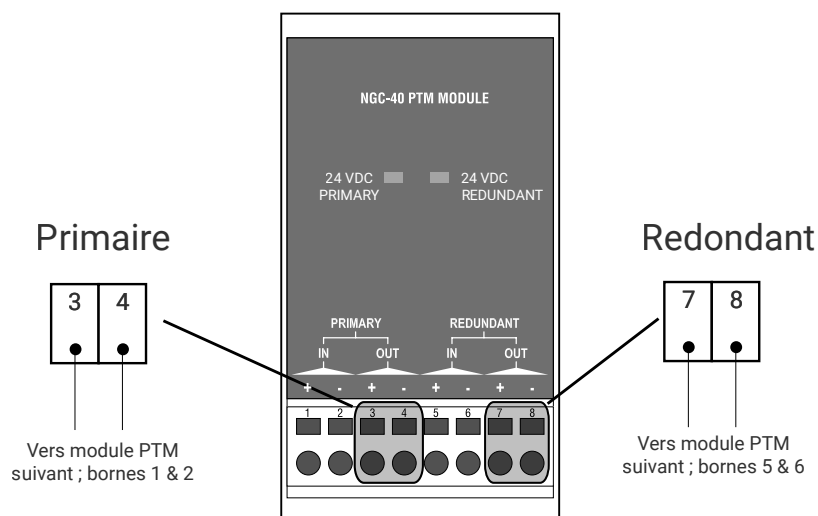 NGC-40 PTM MODULE
24 VDC
PRIMARY
24 VDC
REDUNDANT
Primaire
3 4
Vers module PTM
suivant ; bornes 1 & 2
Redondant
7 8
Vers module PTM
suivant ; bornes 5 & 6
PRIMARY REDUNDANT
IN OUT IN OUT
+ - + - + - + -
1 2 3 4 5 6 7 8